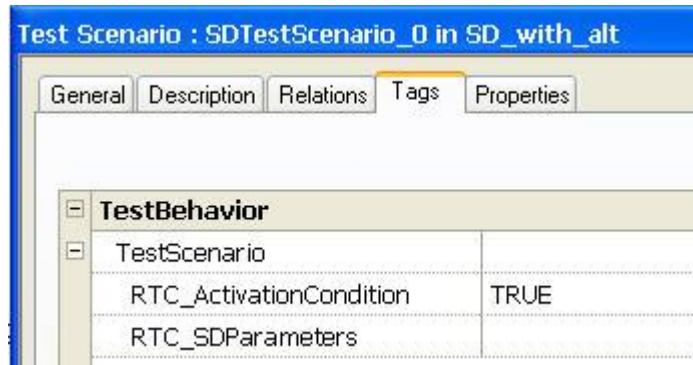 Test Scenario : SDTestScenario_0 in SD_with_alt
General Description Relations Tags Properties
TestBehavior
TestScenario
RTC_ActivationCondition TRUE
RTC_SDParameters